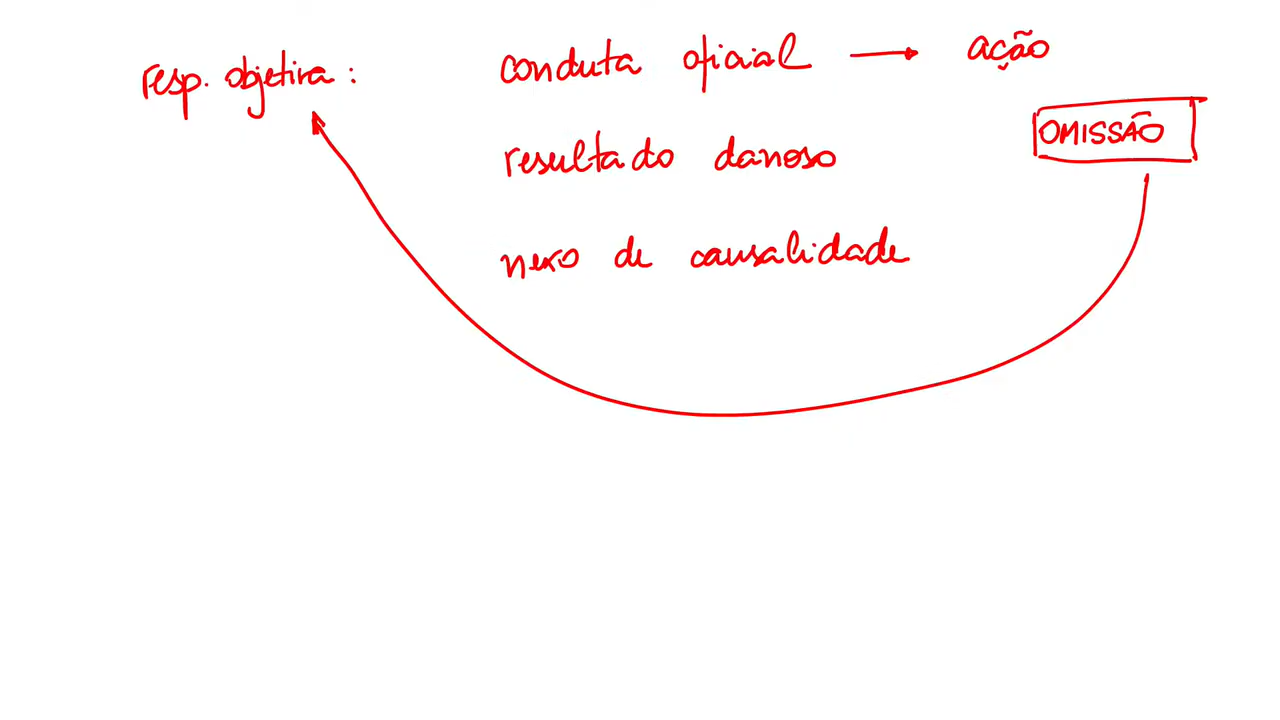 resp. objetiva:
conduta oficial → ação
OMISSÃO
resultado danoso
nexo de causalidade